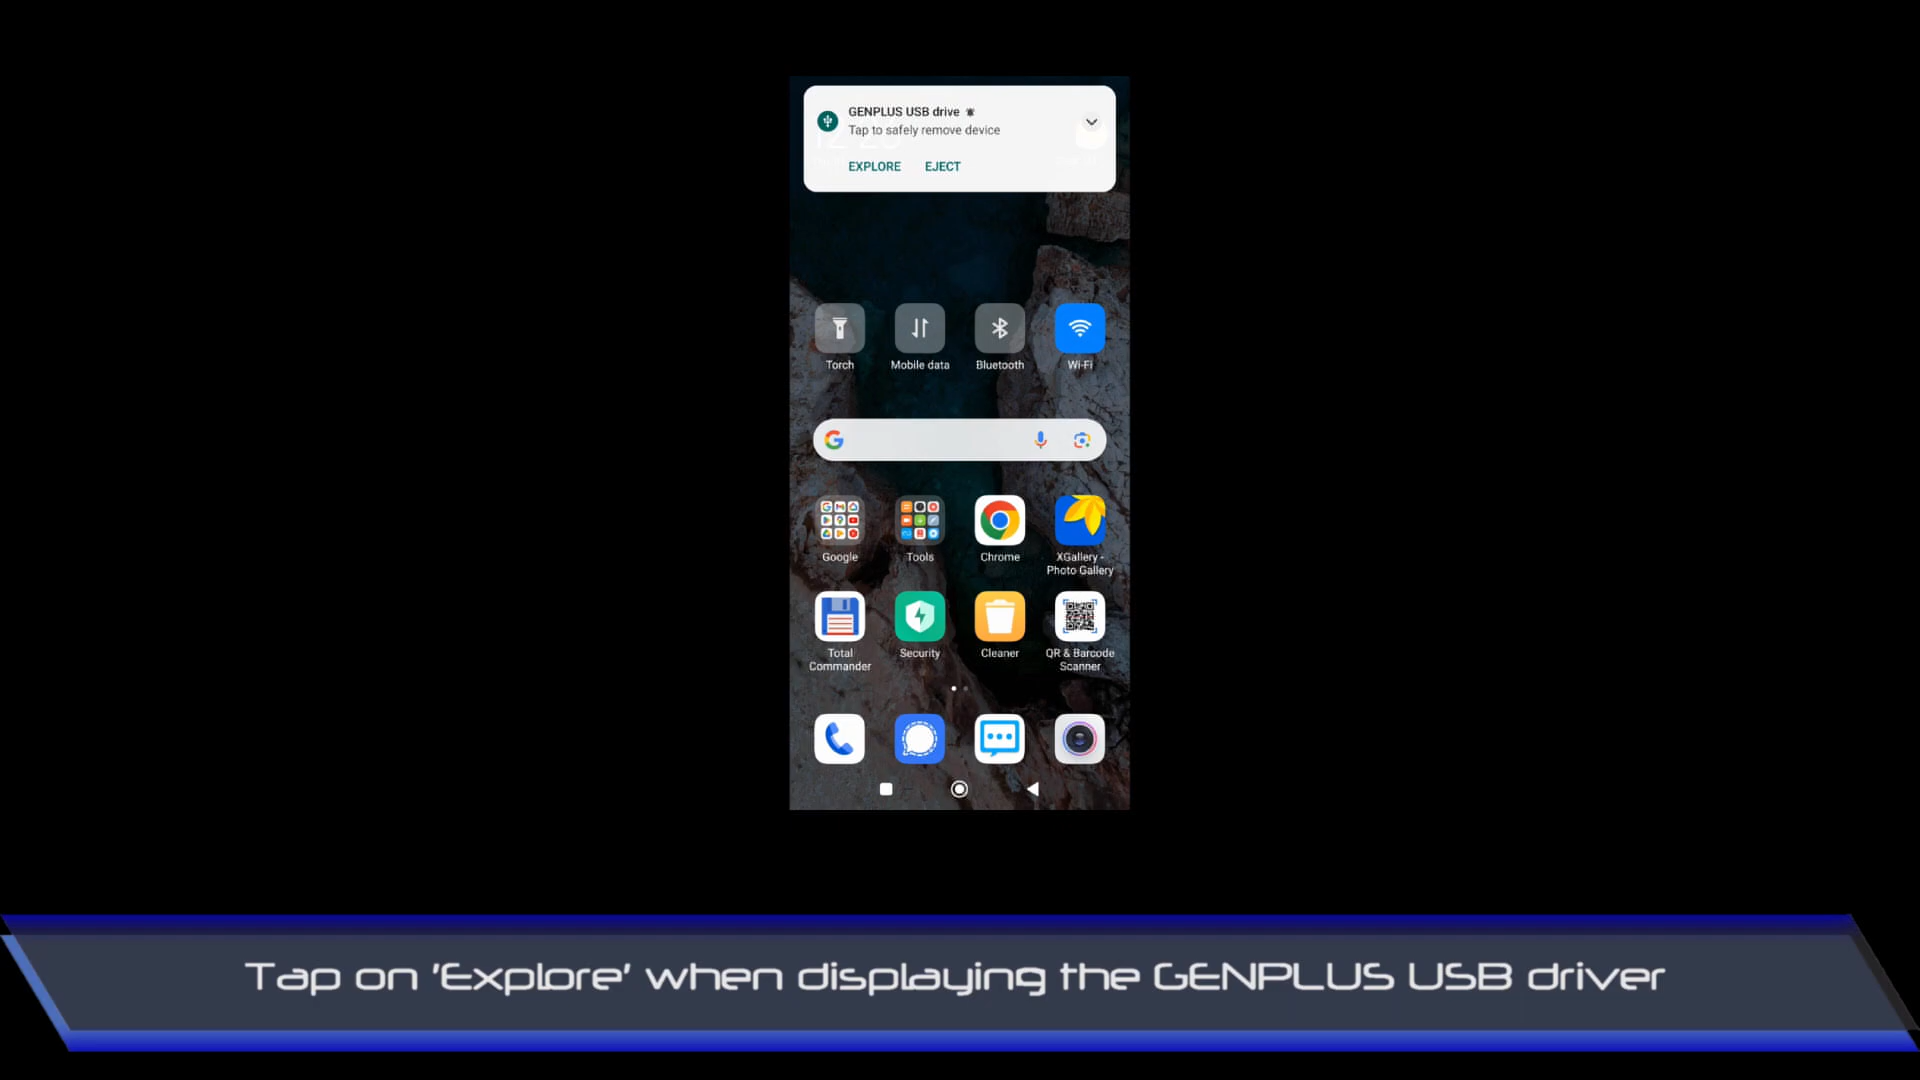 GENPLUS USB drive
Tap to safely remove device
EXPLORE EJECT
Torch Mobile data Bluetooth Wi-Fi
Google Tools Chrome XGallery -
Photo Gallery
Total Security Cleaner QR & Barcode
Commander Scanner
Tap on 'Explore' when displaying the GENPLUS USB driver